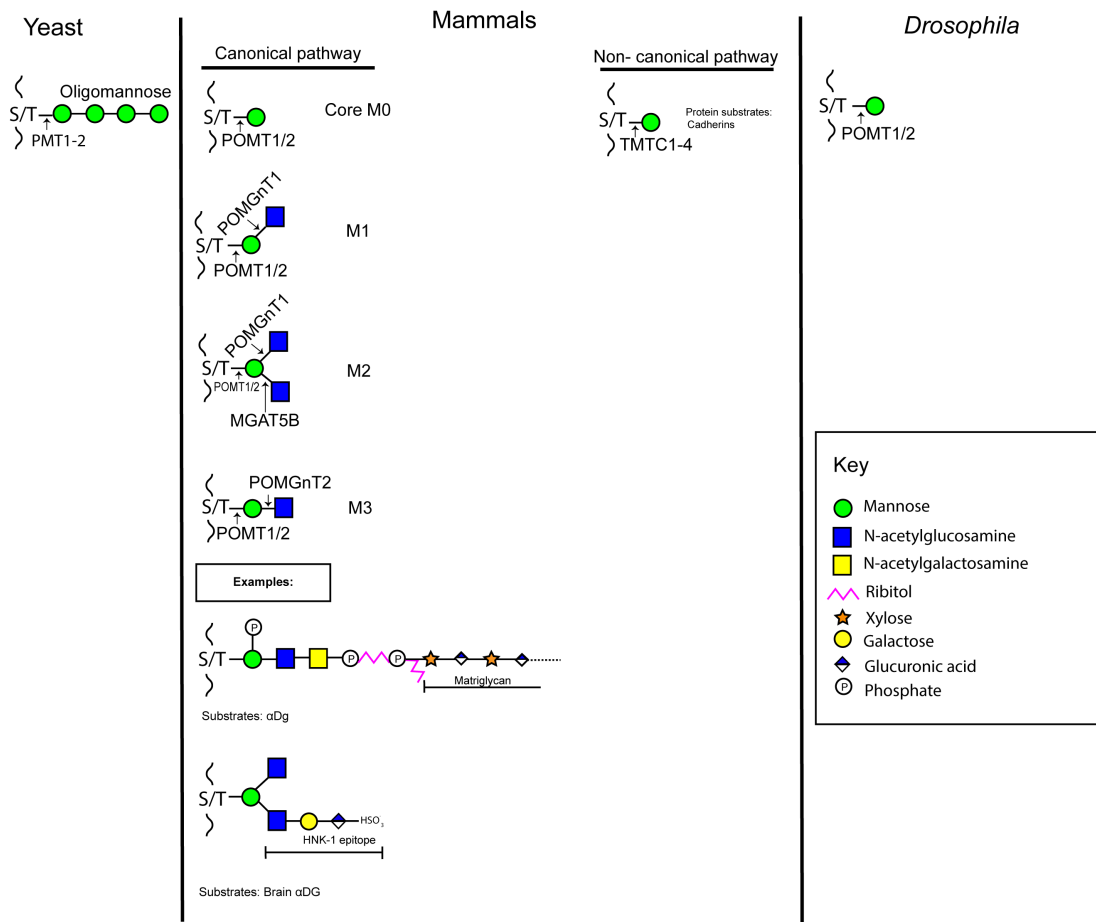 Yeast
Oligomannose
S/T
PMT1-2
Mammals
Canonical pathway
S/T
Core M0
POMT1/2
POMGnT1
M1
S/T
POMT1/2
POMGnT1
S/T
M2
POMT1/2
MGAT5B
POMGnT2
S/T
M3
POMT1/2
Examples:
P
S/T
P
P
Matriglycan
Substrates: αDg
S/T
HSO3
HNK-1 epitope
Substrates: Brain αDG
Non- canonical pathway
S/T
Protein substrates:
Cadherins
TMTC1-4
Drosophila
S/T
POMT1/2
Key
Mannose
N-acetylglucosamine
N-acetylgalactosamine
Ribitol
Xylose
Galactose
Glucuronic acid
P Phosphate